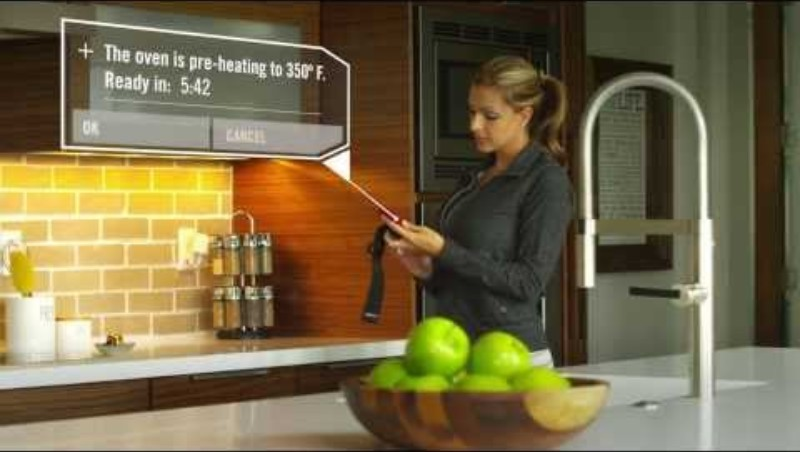 + The oven is pre-heating to 350° F.
Ready in: 5:42
OK
CANCEL